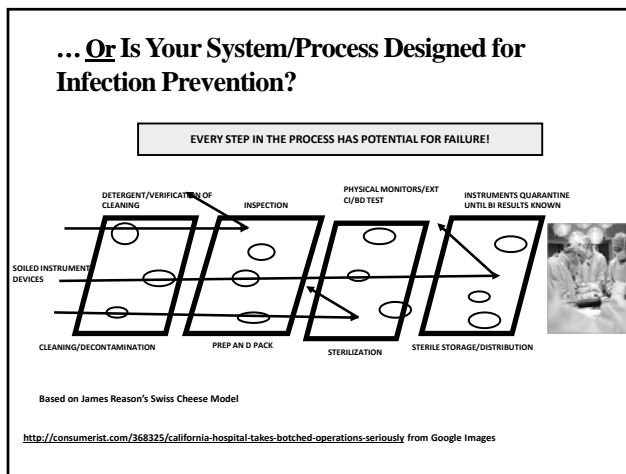 … Or Is Your System/Process Designed for
Infection Prevention?
EVERY STEP IN THE PROCESS HAS POTENTIAL FOR FAILURE!
DETERGENT/VERIFICATION OF
CLEANING
INSPECTION
PHYSICAL MONITORS/EXT
CI/BD TEST
INSTRUMENTS QUARANTINE
UNTIL BI RESULTS KNOWN
SOILED INSTRUMENT
DEVICES
CLEANING/DECONTAMINATION
PREP AN D PACK
STERILIZATION
STERILE STORAGE/DISTRIBUTION
Based on James Reason's Swiss Cheese Model
http://consumerist.com/368325/california-hospital-takes-botched-operations-seriously from Google Images